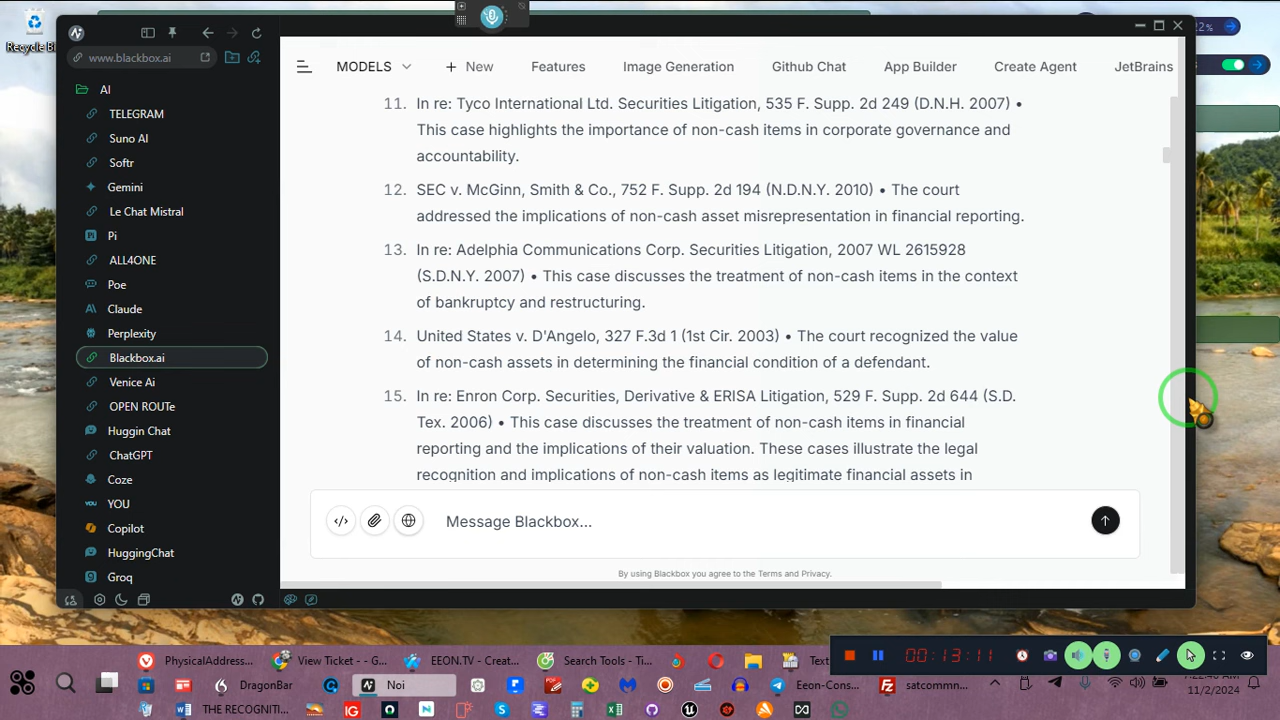 Recycle Bi
www.blackbox.ai
AI
TELEGRAM
Suno AI
Softr
Gemini
Le Chat Mistral
Pi
ALL4ONE
Poe
Claude
Perplexity
Blackbox.ai
Venice Ai
OPEN ROUTe
Huggin Chat
ChatGPT
Coze
YOU
Copilot
HuggingChat
Groq
MODELS
New
Features
Image Generation
Github Chat
App Builder
Create Agent
JetBrains
11. In re: Tyco International Ltd. Securities Litigation, 535 F. Supp. 2d 249 (D.N.H. 2007) •
This case highlights the importance of non-cash items in corporate governance and
accountability.
12. SEC v. McGinn, Smith & Co., 752 F. Supp. 2d 194 (N.D.N.Y. 2010) • The court
addressed the implications of non-cash asset misrepresentation in financial reporting.
13. In re: Adelphia Communications Corp. Securities Litigation, 2007 WL 2615928
(S.D.N.Y. 2007) • This case discusses the treatment of non-cash items in the context
of bankruptcy and restructuring.
14. United States v. D'Angelo, 327 F.3d 1 (1st Cir. 2003) • The court recognized the value
of non-cash assets in determining the financial condition of a defendant.
15. In re: Enron Corp. Securities, Derivative & ERISA Litigation, 529 F. Supp. 2d 644 (S.D.
Tex. 2006) • This case discusses the treatment of non-cash items in financial
reporting and the implications of their valuation. These cases illustrate the legal
recognition and implications of non-cash items as legitimate financial assets in
Message Blackbox...
By using Blackbox you agree to the Terms and Privacy.
2%
00:13:11
PhysicalAddress...
View Ticket - - G...
EEON.TV - Creat...
Search Tools - Ti...
Text
DragonBar
Noi
Eeon-Cons...
satcommn...
11/2/2024
THE RECOGNITI...